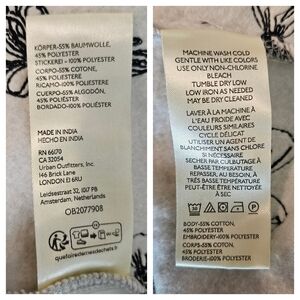 KÖRPER-55% BAUMWOLLE,
45% POLYESTER
STICKEREI - 100% POLYESTER
CORPO-55% COTONE,
45% POLIESTERE
RICAMO-100% POLIESTERE
CUERPO-55% ALGODÓN,
45% POLIÉSTER
BORDADO-100% POLIÉSTER
MADE IN INDIA
HECHO EN INDIA
RN 66170
CA 32054
Urban Outfitters, Inc.
146 Brick Lane
LONDON E1 6RU
Leidsestraat 32, 1017 PB
Amsterdam, Netherlands
OB2077908
quefairedemesdechets.fr
MACHINE WASH COLD
GENTLE WITH LIKE COLORS
USE ONLY NON-CHLORINE
BLEACH
TUMBLE DRY LOW
LOW IRON AS NEEDED
MAY BE DRY CLEANED
LAVER À LA MACHINE À
L'EAU FROIDE AVEC
COULEURS SIMILAIRES
CYCLE DÉLICAT
UTILISER UN AGENT DE
BLANCHIMENT SANS CHLORE
SI NÉCESSAIRE
SÉCHER PAR CULBUTAGE À
BASSE TEMPÉRATURE
REPASSER, AU BESOIN, À
TRÈS BASSE TEMPÉRATURE
PEUT-ÊTRE ÊTRE NETTOYÉE
À SEC
BODY-55% COTTON,
45% POLYESTER
EMBROIDERY-100% POLYESTER
CORPS-55% COTON,
45% POLYESTER
BRODERIE-100% POLYESTER